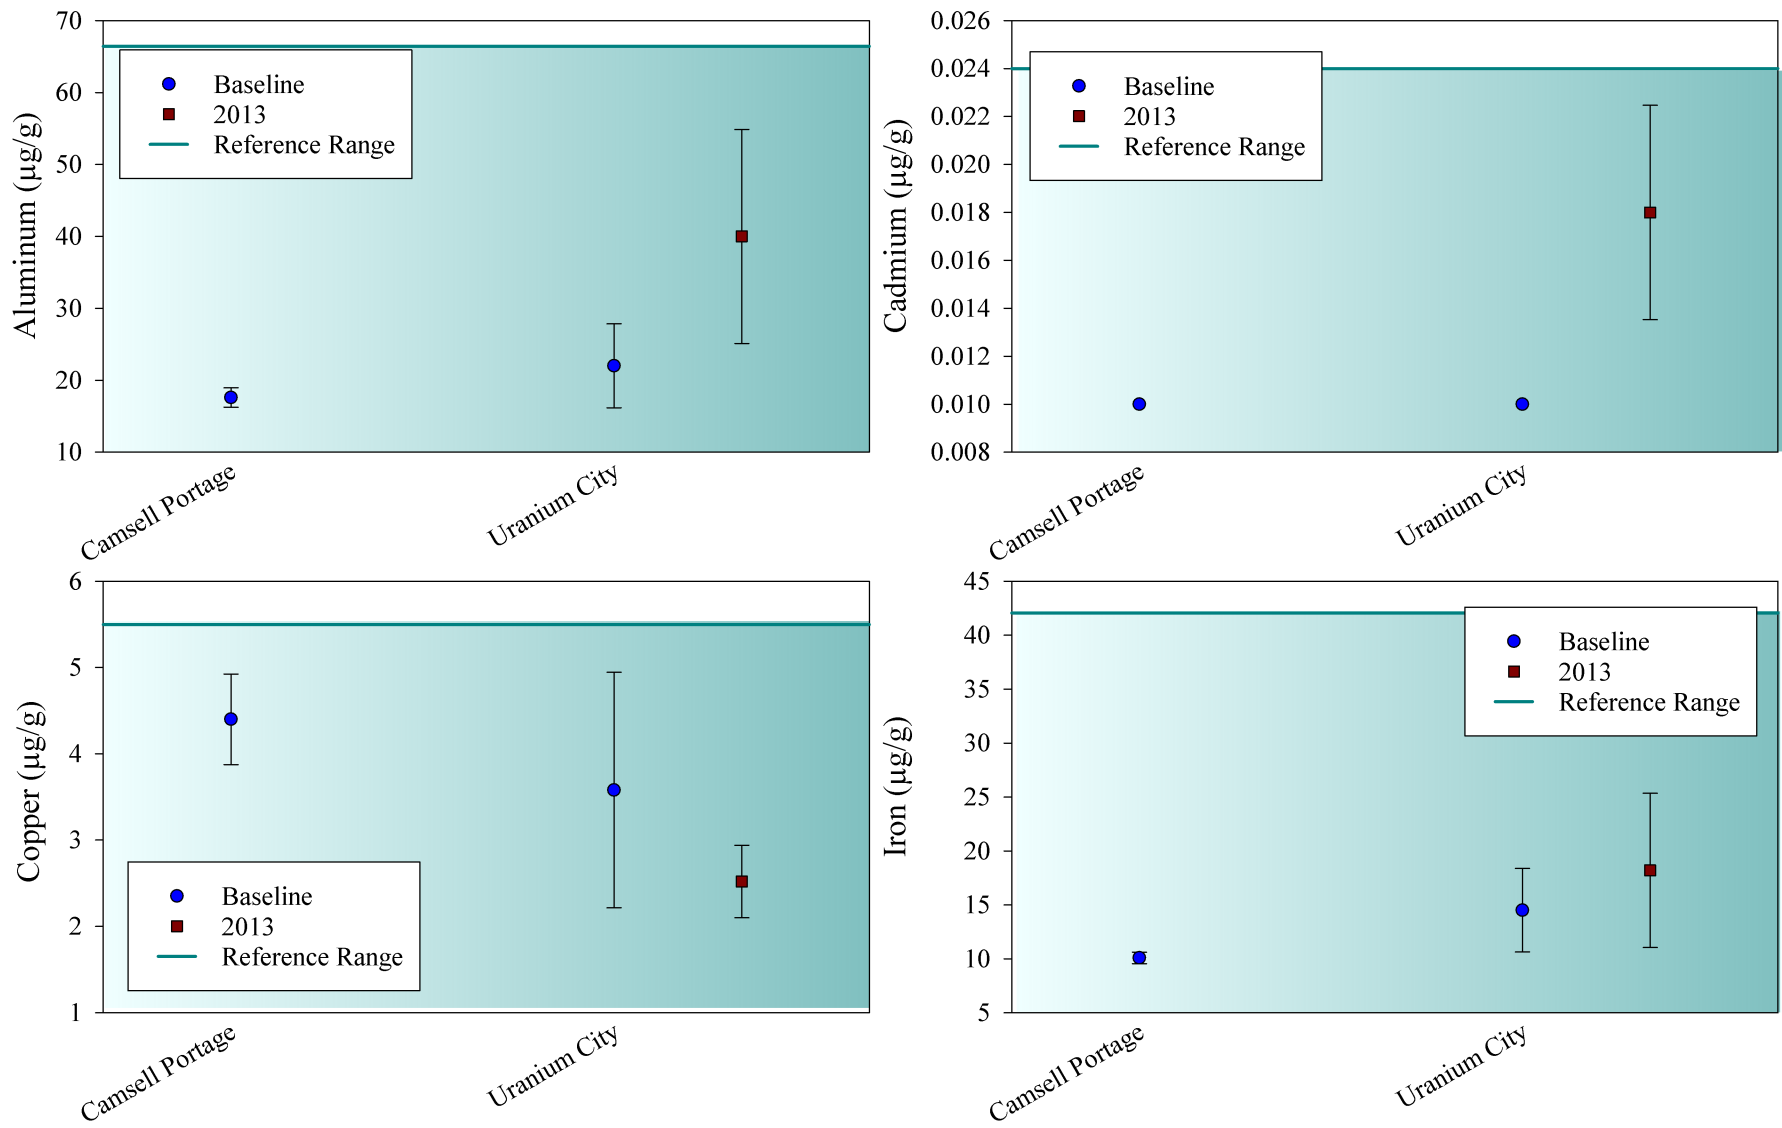 Aluminum (µg/g)
70
60
50
40
30
20
10
Baseline
2013
Reference Range
Camsell Portage
Uranium City
Cadmium (µg/g)
0.026
0.024
0.022
0.020
0.018
0.016
0.014
0.012
0.010
0.008
Baseline
2013
Reference Range
Camsell Portage
Uranium City
Copper (µg/g)
6
5
4
3
2
1
Baseline
2013
Reference Range
Camsell Portage
Uranium City
Iron (µg/g)
45
40
35
30
25
20
15
10
5
Baseline
2013
Reference Range
Camsell Portage
Uranium City